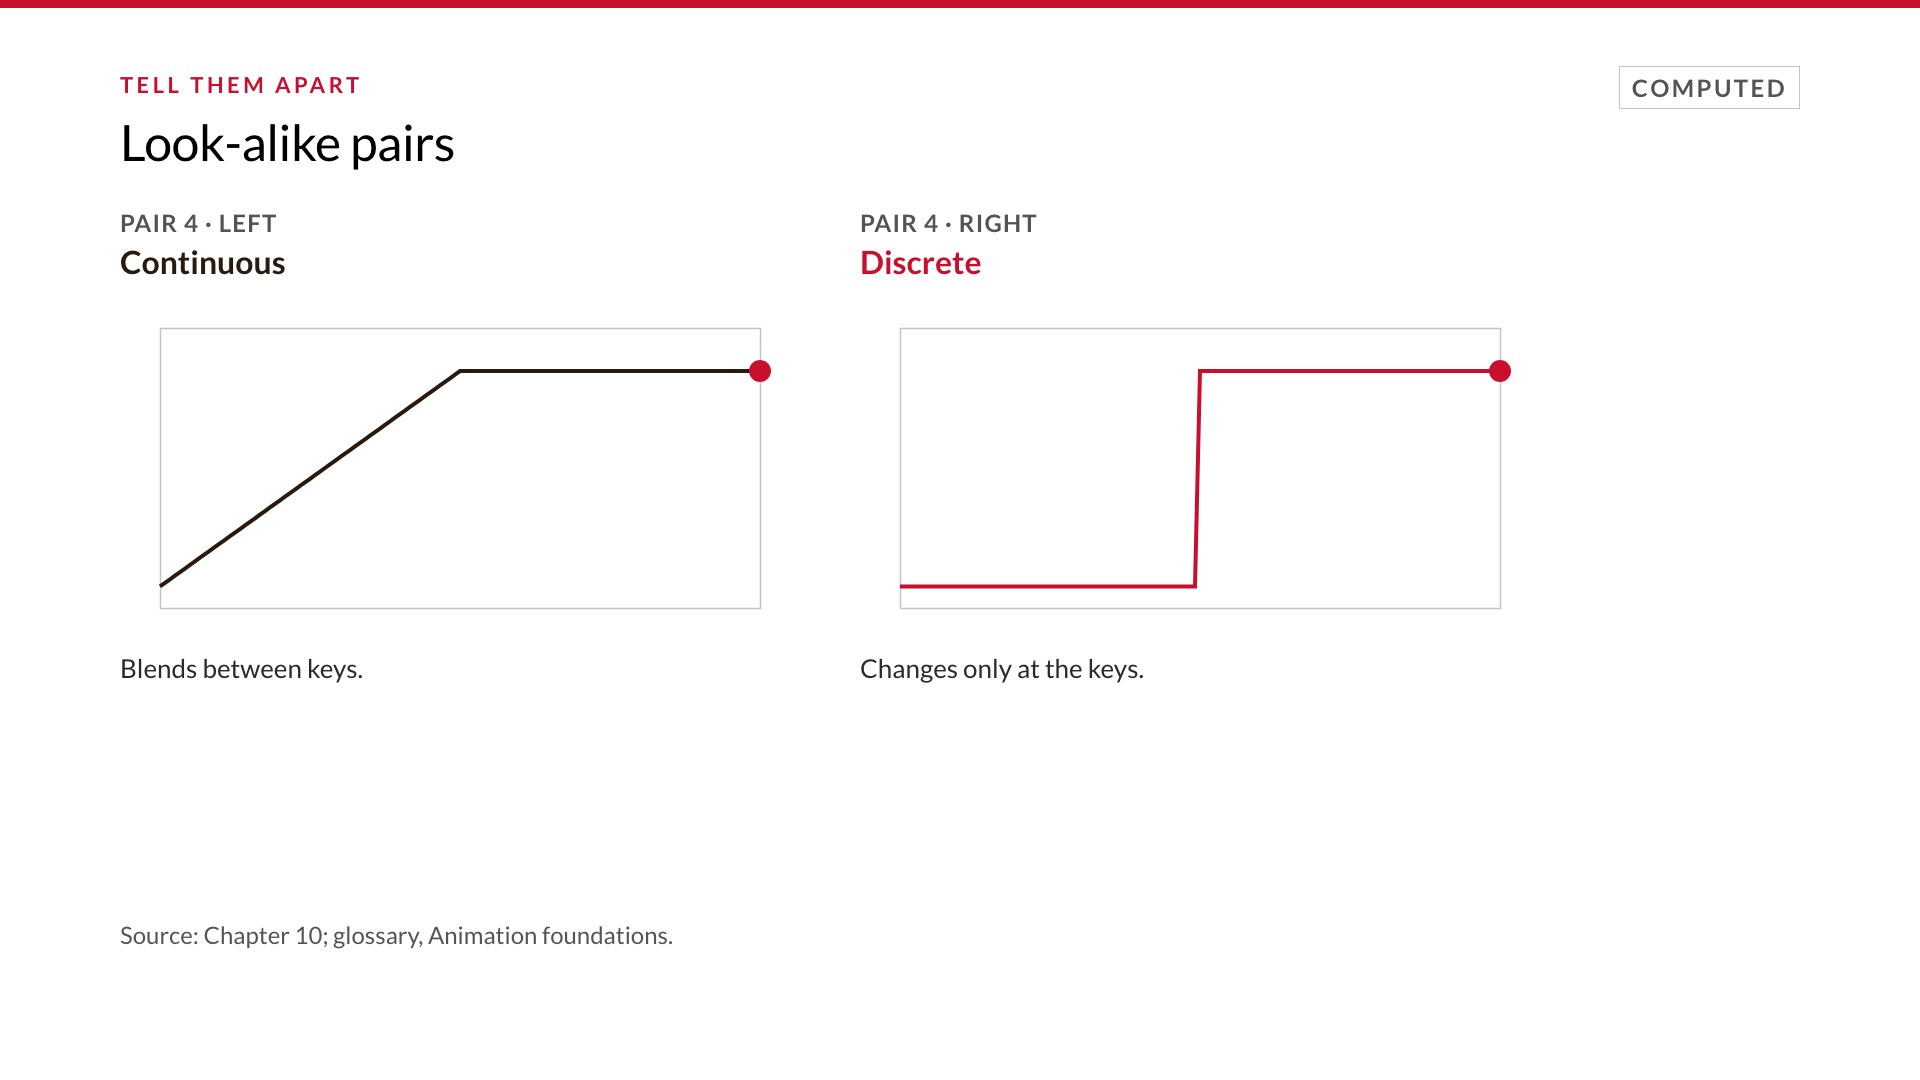 TELL THEM APART
COMPUTED
Look-alike pairs
PAIR 4 · LEFT
Continuous
PAIR 4 · RIGHT
Discrete
Blends between keys.
Changes only at the keys.
Source: Chapter 10; glossary, Animation foundations.